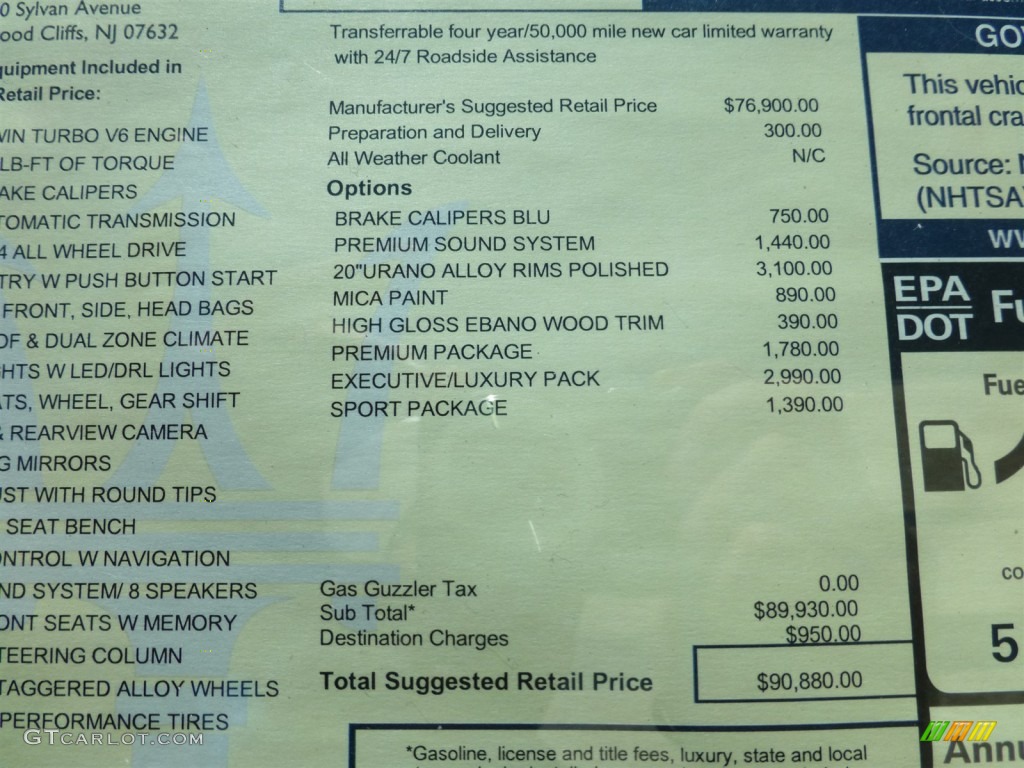 0 Sylvan Avenue
ood Cliffs, NJ 07632
quipment Included in
Retail Price:
WIN TURBO V6 ENGINE
LB-FT OF TORQUE
AKE CALIPERS
TOMATIC TRANSMISSION
4 ALL WHEEL DRIVE
TRY W PUSH BUTTON START
FRONT, SIDE, HEAD BAGS
OF & DUAL ZONE CLIMATE
GHTS W LED/DRL LIGHTS
ATS, WHEEL, GEAR SHIFT
& REARVIEW CAMERA
G MIRRORS
UST WITH ROUND TIPS
SEAT BENCH
ONTROL W NAVIGATION
ND SYSTEM/ 8 SPEAKERS
ONT SEATS W MEMORY
TEERING COLUMN
TAGGERED ALLOY WHEELS
PERFORMANCE TIRES
Transferrable four year/50,000 mile new car limited warranty
with 24/7 Roadside Assistance
Manufacturer's Suggested Retail Price $76,900.00
Preparation and Delivery 300.00
All Weather Coolant N/C
Options
BRAKE CALIPERS BLU 750.00
PREMIUM SOUND SYSTEM 1,440.00
20"URANO ALLOY RIMS POLISHED 3,100.00
MICA PAINT 890.00
HIGH GLOSS EBANO WOOD TRIM 390.00
PREMIUM PACKAGE 1,780.00
EXECUTIVE/LUXURY PACK 2,990.00
SPORT PACKAGE 1,390.00
Gas Guzzler Tax 0.00
Sub Total* $89,930.00
Destination Charges $950.00
Total Suggested Retail Price $90,880.00
*Gasoline, license and title fees, luxury, state and local
GO
This vehic
frontal cra
Source: N
(NHTSA
WW
EPA
DOT
Fu
Fue
co
5
Annu
GTcarlot.com